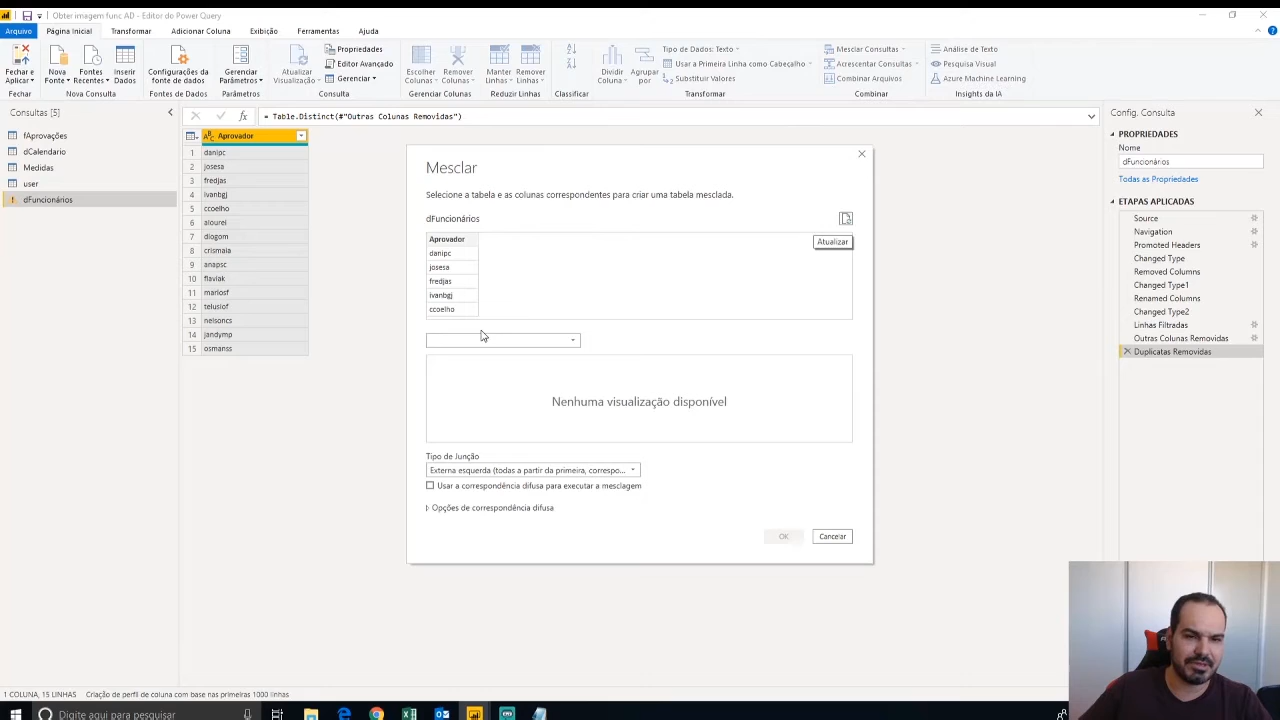 Obter imagem func AD - Editor do Power Query
Arquivo
Página Inicial
Transformar
Adicionar Coluna
Exibição
Ferramentas
Ajuda
Fechar e Aplicar
Fechar
Nova Fonte
Fontes Recentes
Inserir Dados
Nova Consulta
Configurações da fonte de dados
Fontes de Dados
Gerenciar Parâmetros
Parâmetros
Atualizar Visualização
Propriedades
Editor Avançado
Gerenciar
Consulta
Escolher Colunas
Remover Colunas
Gerenciar Colunas
Manter Linhas
Remover Linhas
Reduzir Linhas
Classificar
Dividir Coluna
Agrupar por
Tipo de Dados: Texto
Usar a Primeira Linha como Cabeçalho
Substituir Valores
Transformar
Mesclar Consultas
Acrescentar Consultas
Combinar Arquivos
Combinar
Análise de Texto
Pesquisa Visual
Azure Machine Learning
Insights da IA
Consultas [5]
fAprovações
dCalendario
Medidas
user
dFuncionários
= Table.Distinct(#"Outras Colunas Removidas")
Aprovador
1 danipc
2 josesa
3 fredjas
4 ivanbgj
5 ccoelho
6 alourei
7 diogom
8 crismaia
9 anapsc
10 flaviak
11 mariosf
12 telusiof
13 nelsoncs
14 jandymp
15 osmanss
Mesclar
Selecione a tabela e as colunas correspondentes para criar uma tabela mesclada.
dFuncionários
Atualizar
Aprovador
danipc
josesa
fredjas
ivanbgj
ccoelho
Nenhuma visualização disponível
Tipo de Junção
Externa esquerda (todas a partir da primeira, correspo...
Usar a correspondência difusa para executar a mesclagem
Opções de correspondência difusa
OK
Cancelar
Config. Consulta
PROPRIEDADES
Nome
dFuncionários
Todas as Propriedades
ETAPAS APLICADAS
Source
Navigation
Promoted Headers
Changed Type
Removed Columns
Changed Type1
Renamed Columns
Changed Type2
Linhas Filtradas
Outras Colunas Removidas
Duplicatas Removidas
1 COLUNA, 15 LINHAS
Criação de perfil de coluna com base nas primeiras 1000 linhas
Digite aqui para pesquisar